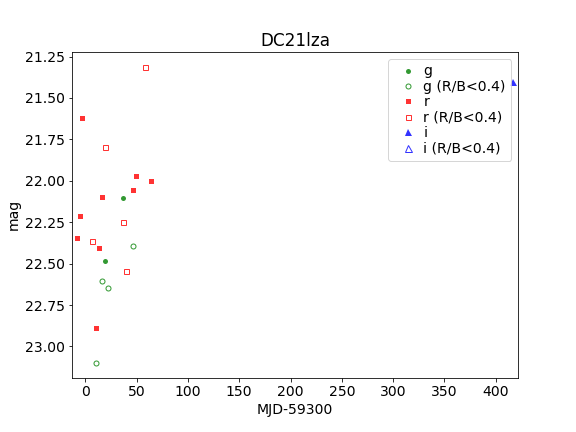 DC21lza
21.25
21.50
21.75
22.00
22.25
22.50
22.75
23.00
mag
g
g (R/B<0.4)
r
r (R/B<0.4)
i
i (R/B<0.4)
0 50 100 150 200 250 300 350 400
MJD-59300